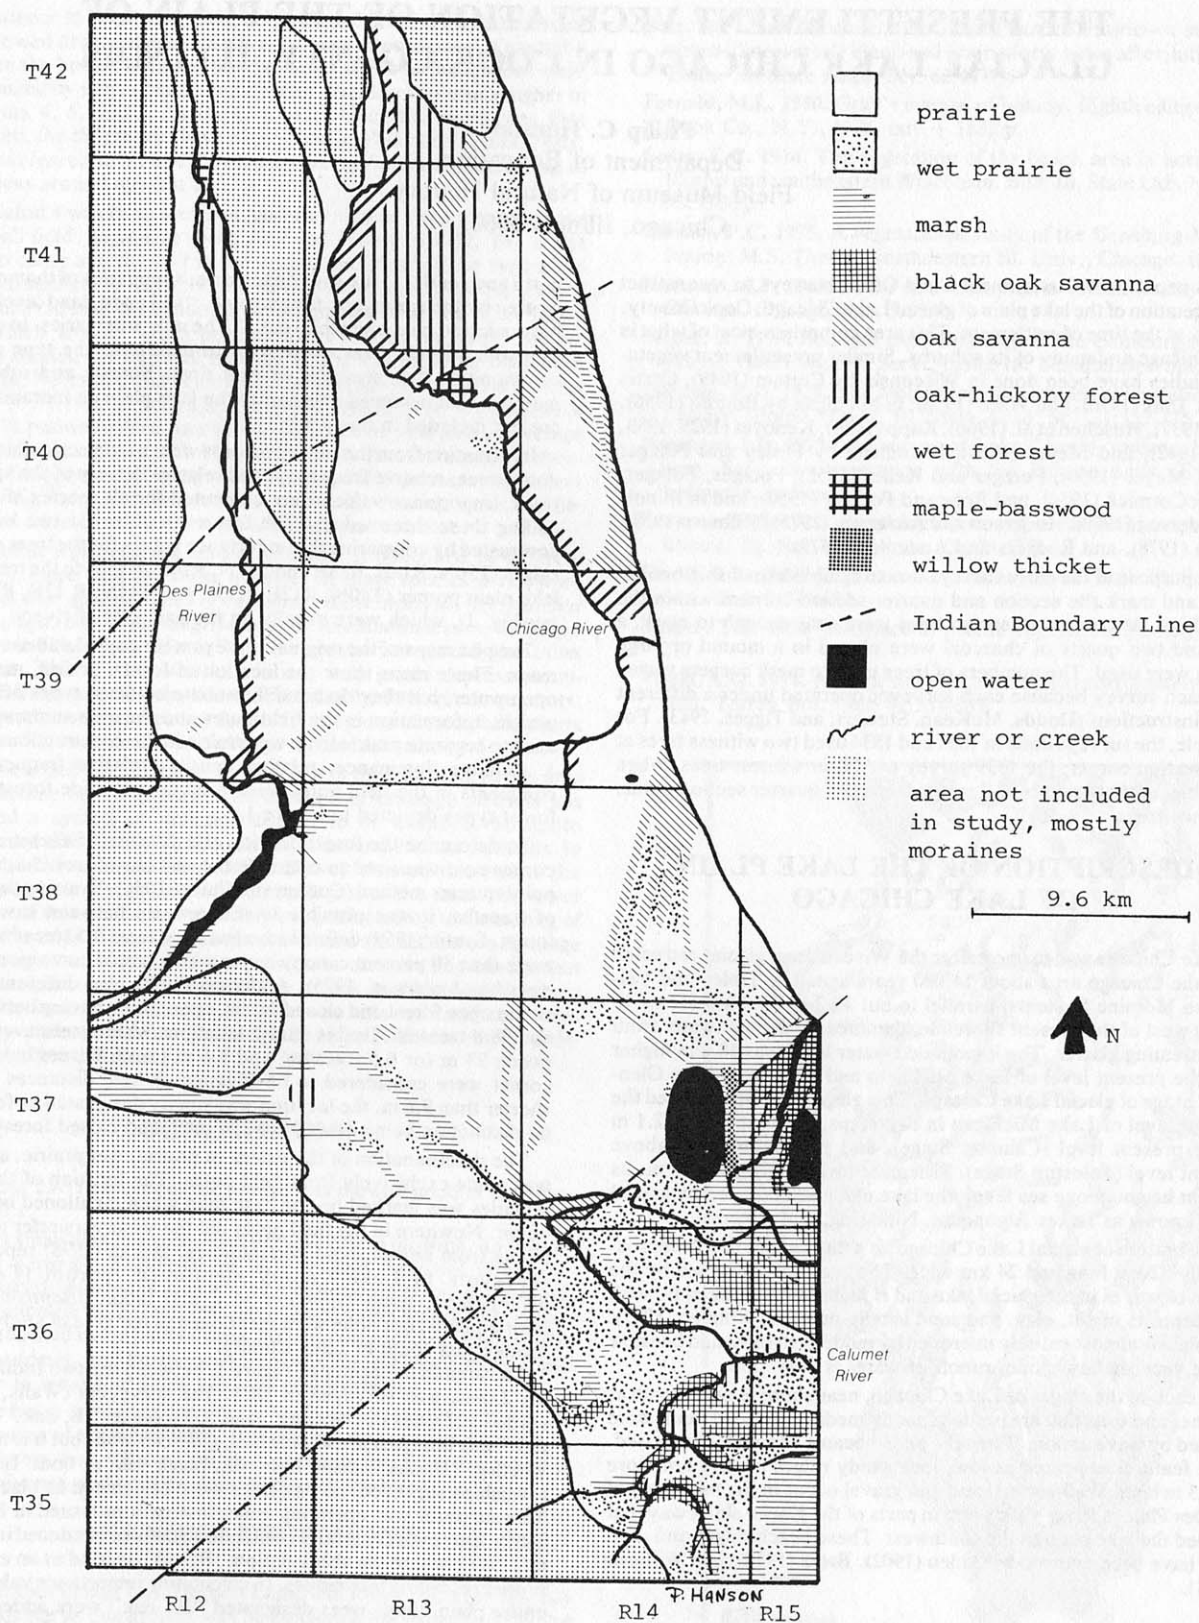 T42
T41
T40
T39
T38
T37
T36
T35
Des Plaines
River
Chicago River
Calumet
River
R12
R13
R14
R15
P. HANSON
prairie
wet prairie
marsh
black oak savanna
oak savanna
oak-hickory forest
wet forest
maple-basswood
willow thicket
Indian Boundary Line
open water
river or creek
area not included
in study, mostly
moraines
9.6 km
N